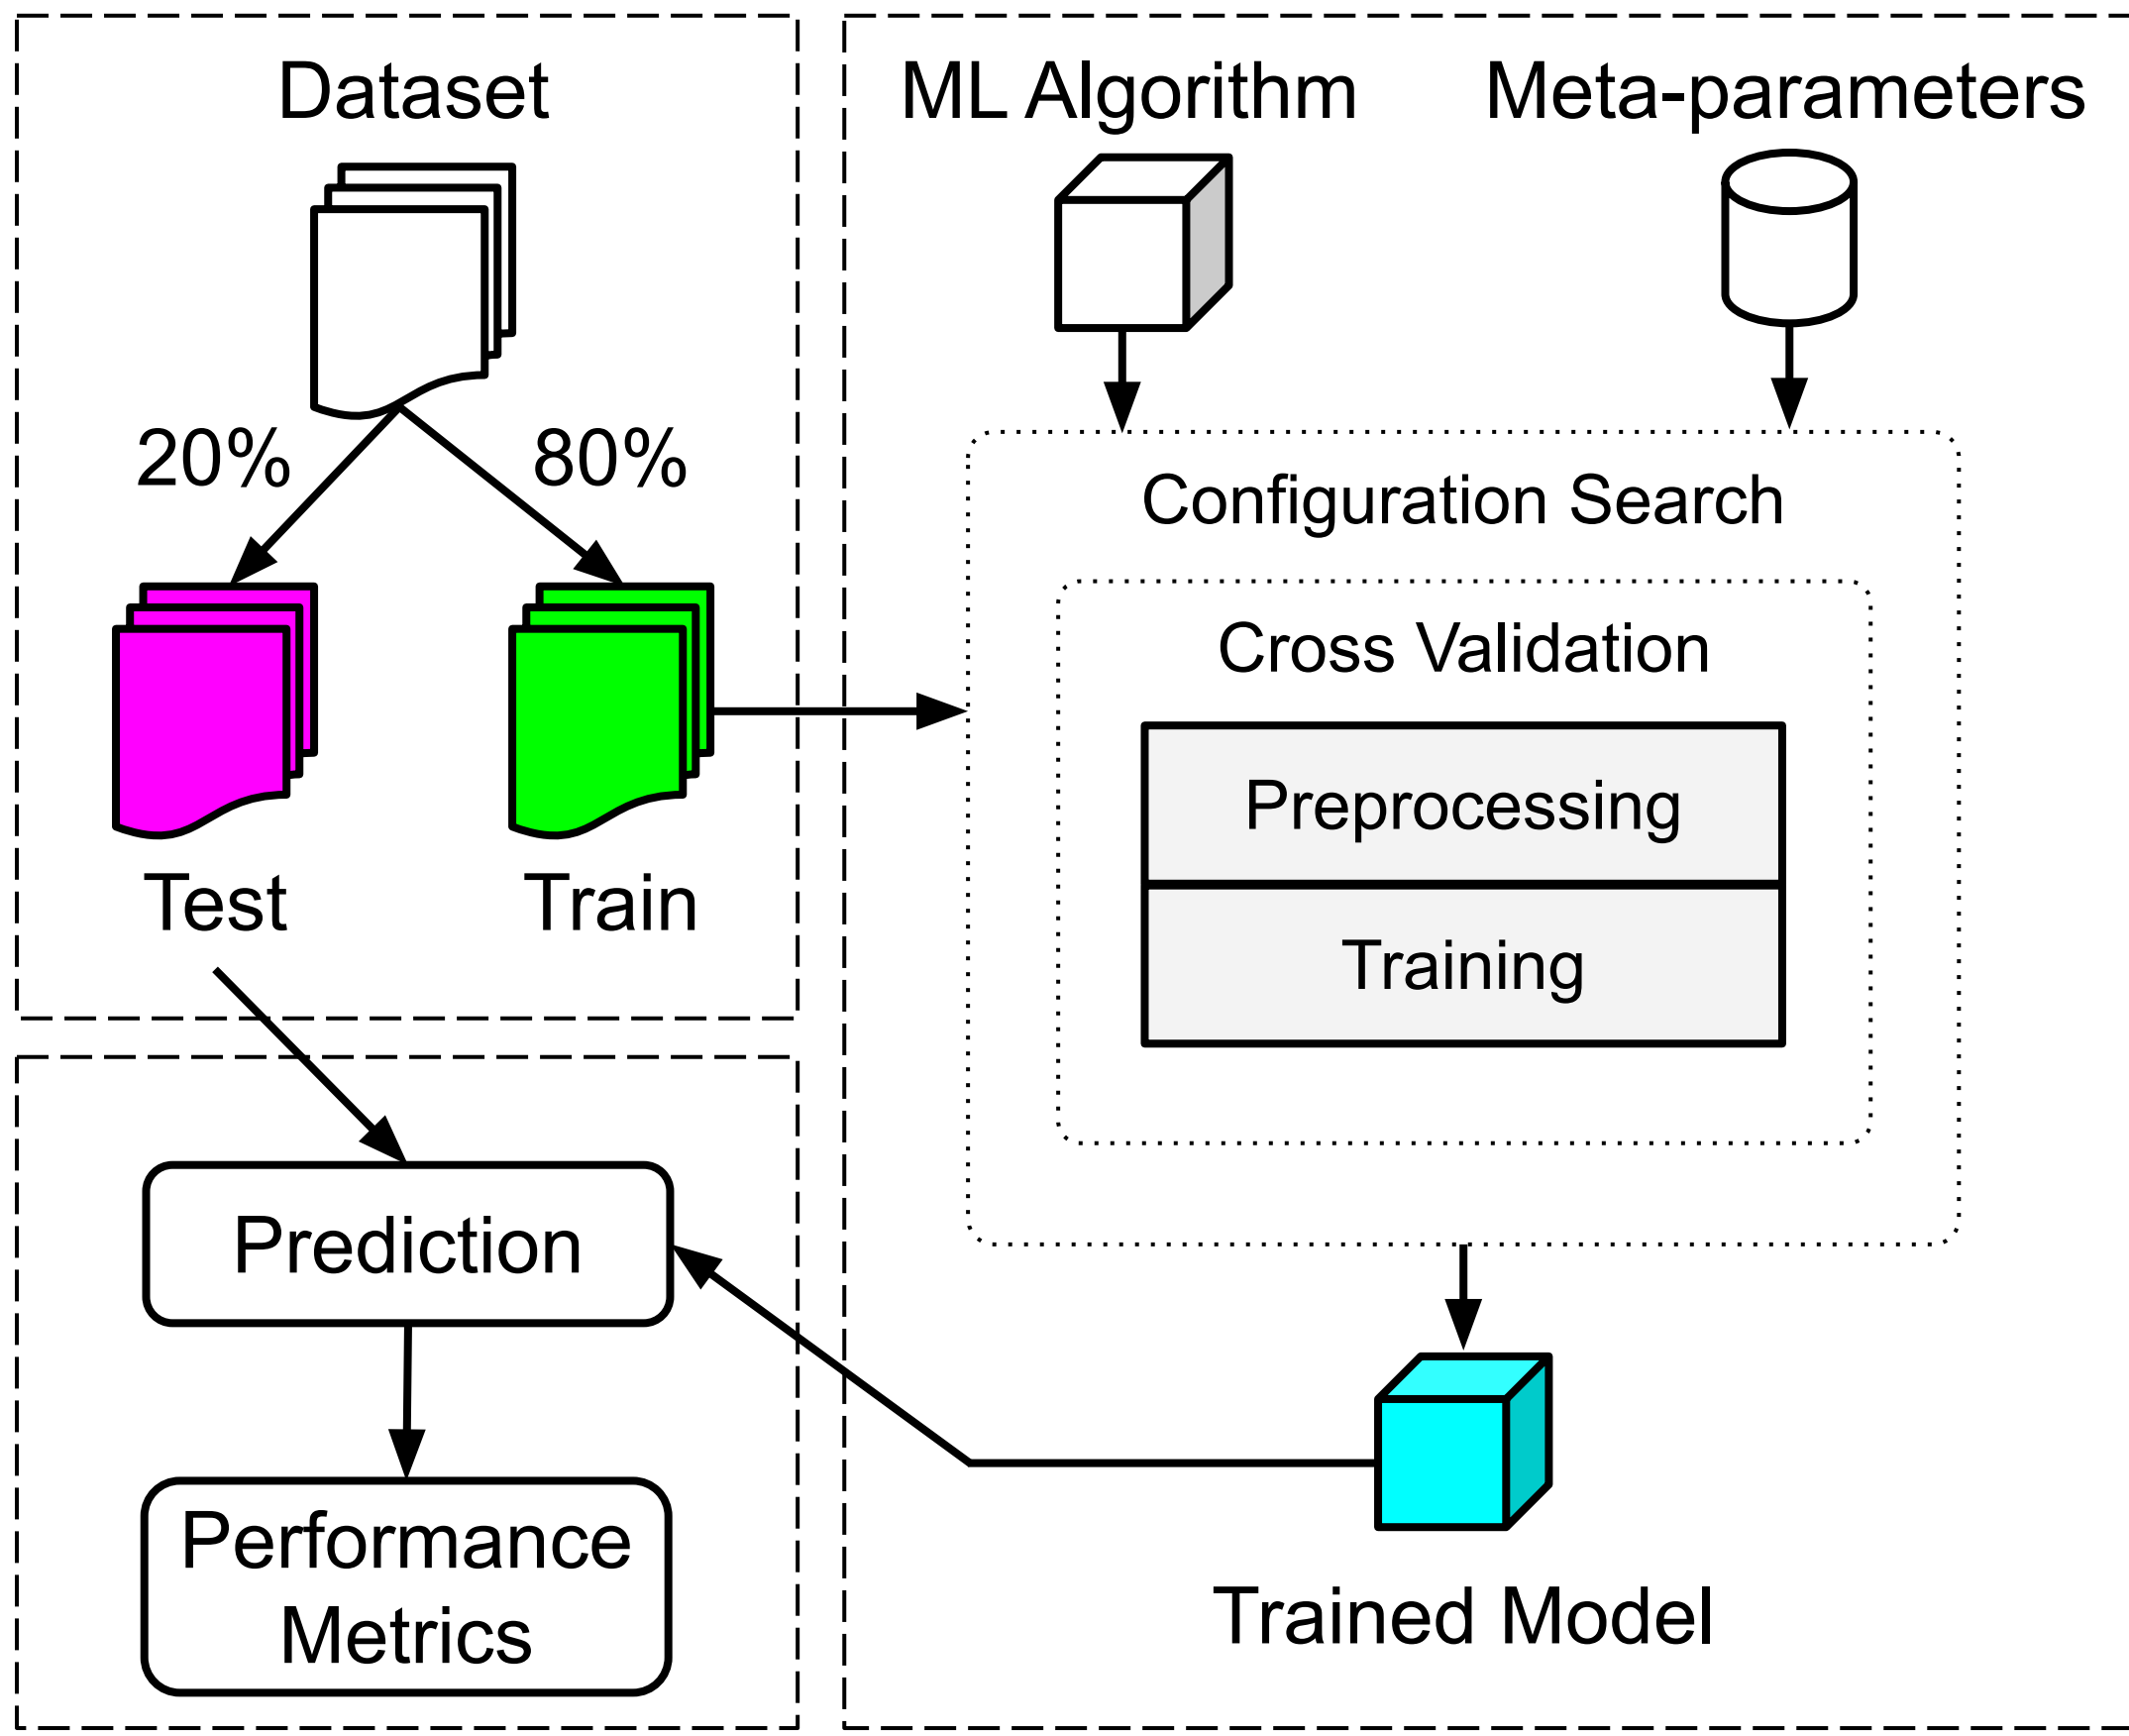 Dataset
20%
80%
Test
Train
ML Algorithm
Meta-parameters
Configuration Search
Cross Validation
Preprocessing
Training
Trained Model
Prediction
Performance
Metrics